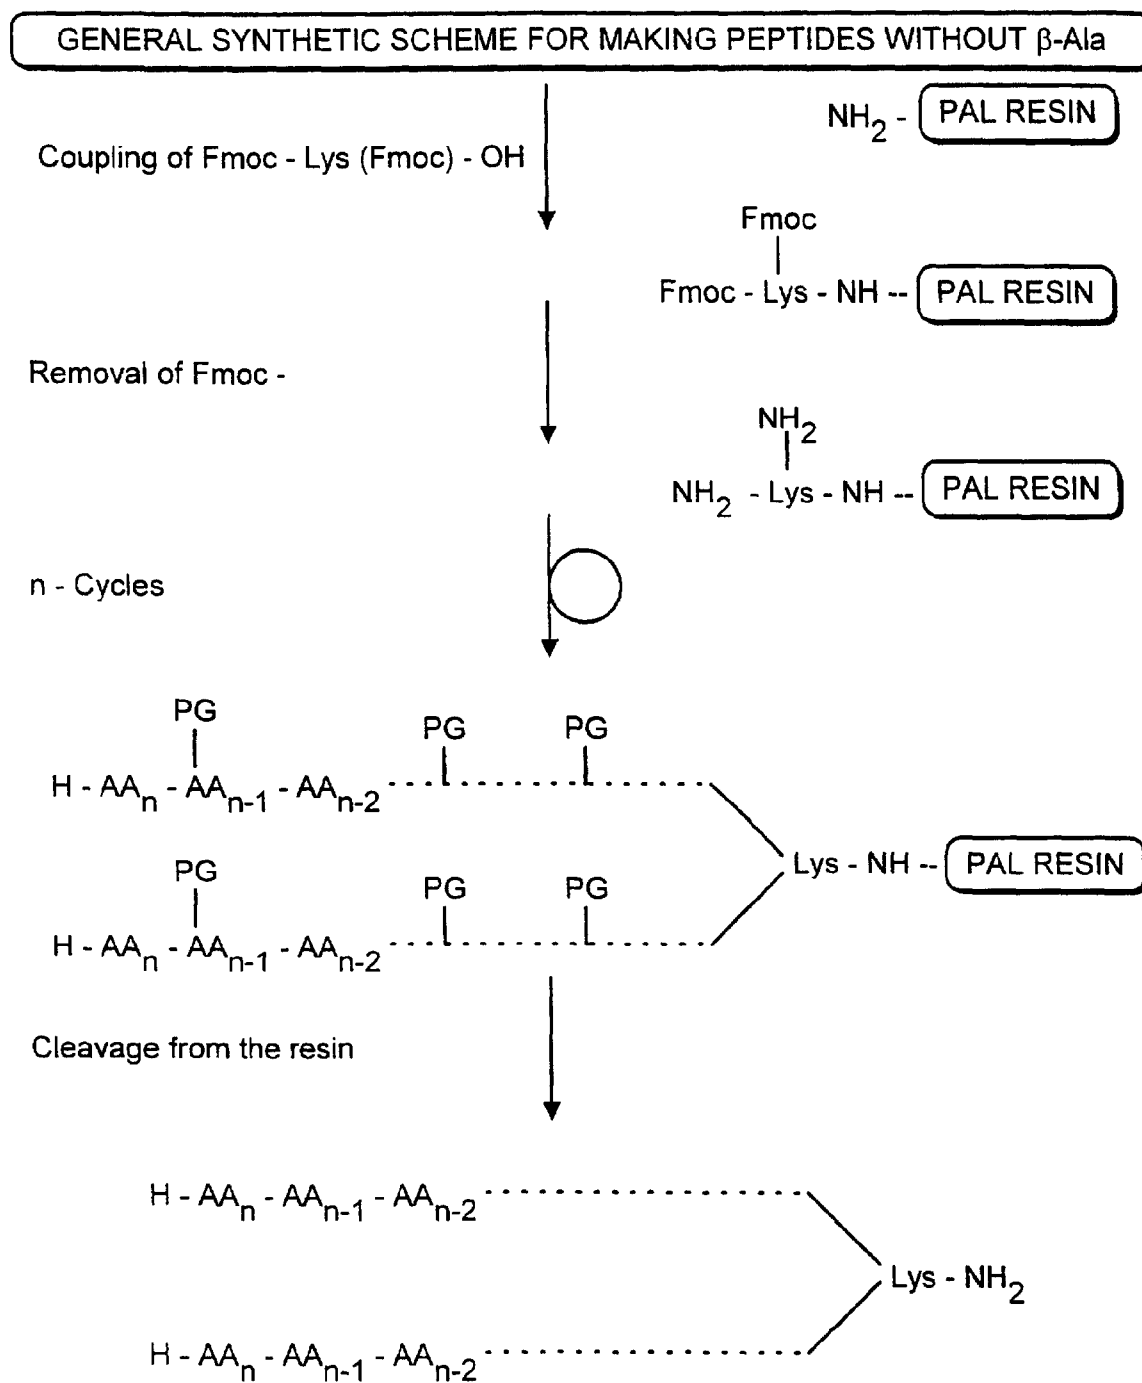 GENERAL SYNTHETIC SCHEME FOR MAKING PEPTIDES WITHOUT β-Ala
NH2 - PAL RESIN
Coupling of Fmoc - Lys (Fmoc) - OH
Fmoc
Fmoc - Lys - NH -- PAL RESIN
Removal of Fmoc -
NH2
NH2 - Lys - NH -- PAL RESIN
n - Cycles
PG PG PG
H - AAn - AAn-1 - AAn-2
Lys - NH -- PAL RESIN
PG PG PG
H - AAn - AAn-1 - AAn-2
Cleavage from the resin
H - AAn - AAn-1 - AAn-2
Lys - NH2
H - AAn - AAn-1 - AAn-2